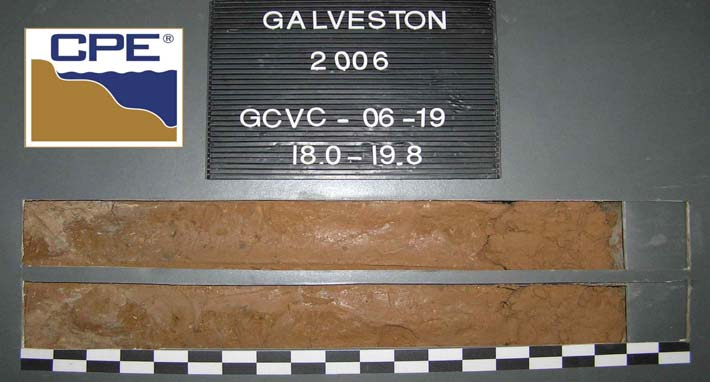 CPE®
GALVESTON
2006
GCVC - 06 -19
18.0 - 19.8